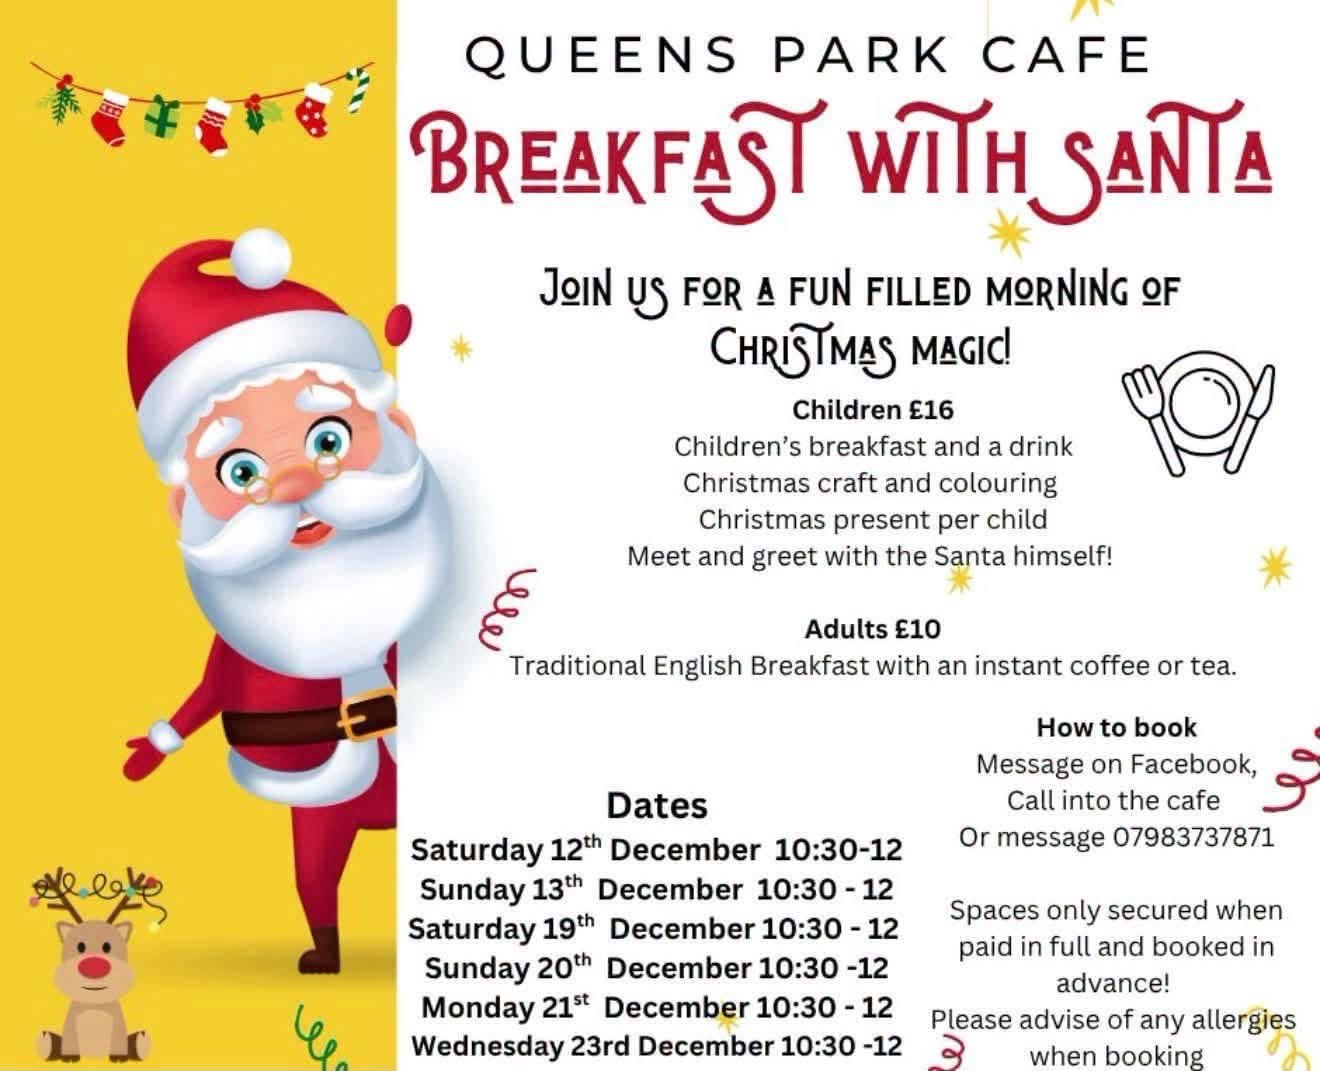 QUEENS PARK CAFE
BREAKFAST WITH SANTA
JOIN US FOR A FUN FILLED MORNING OF
CHRISTMAS MAGIC!
Children £16
Children’s breakfast and a drink
Christmas craft and colouring
Christmas present per child
Meet and greet with the Santa himself!
Adults £10
Traditional English Breakfast with an instant coffee or tea.
Dates
Saturday 12th December 10:30-12
Sunday 13th December 10:30 - 12
Saturday 19th December 10:30 - 12
Sunday 20th December 10:30 -12
Monday 21st December 10:30 - 12
Wednesday 23rd December 10:30 -12
How to book
Message on Facebook,
Call into the cafe
Or message 07983737871
Spaces only secured when
paid in full and booked in
advance!
Please advise of any allergies
when booking